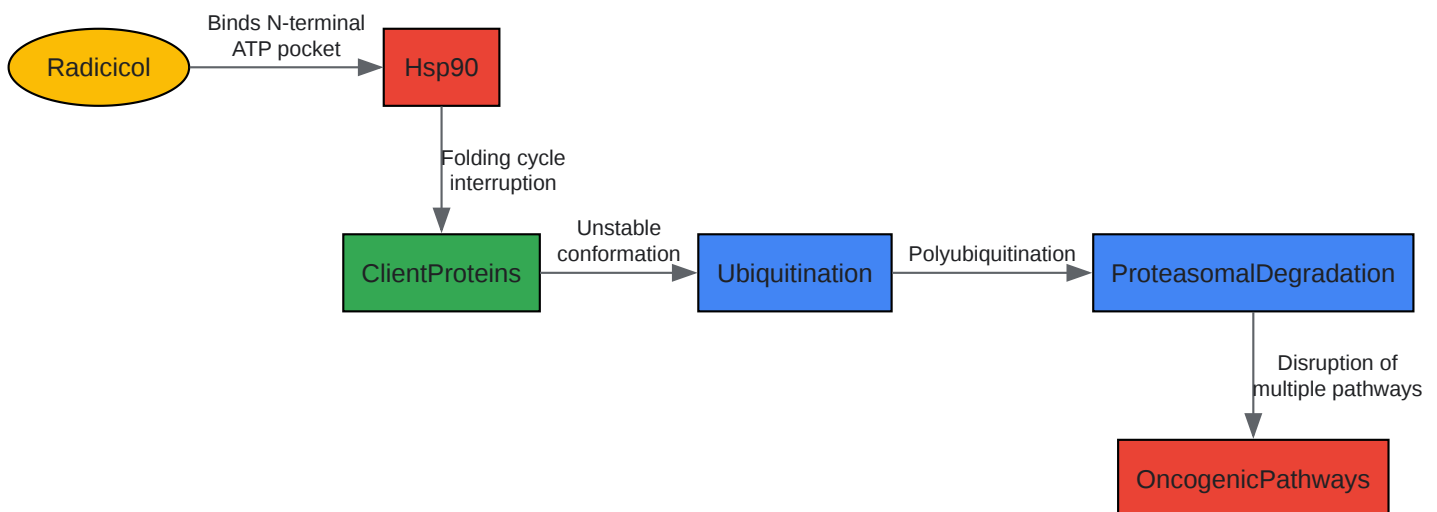 Binds N-terminal
ATP pocket
Radicicol
Hsp90
Folding cycle
interruption
ClientProteins
Unstable
conformation
Ubiquitination
Polyubiquitination
ProteasomalDegradation
Disruption of
multiple pathways
OncogenicPathways